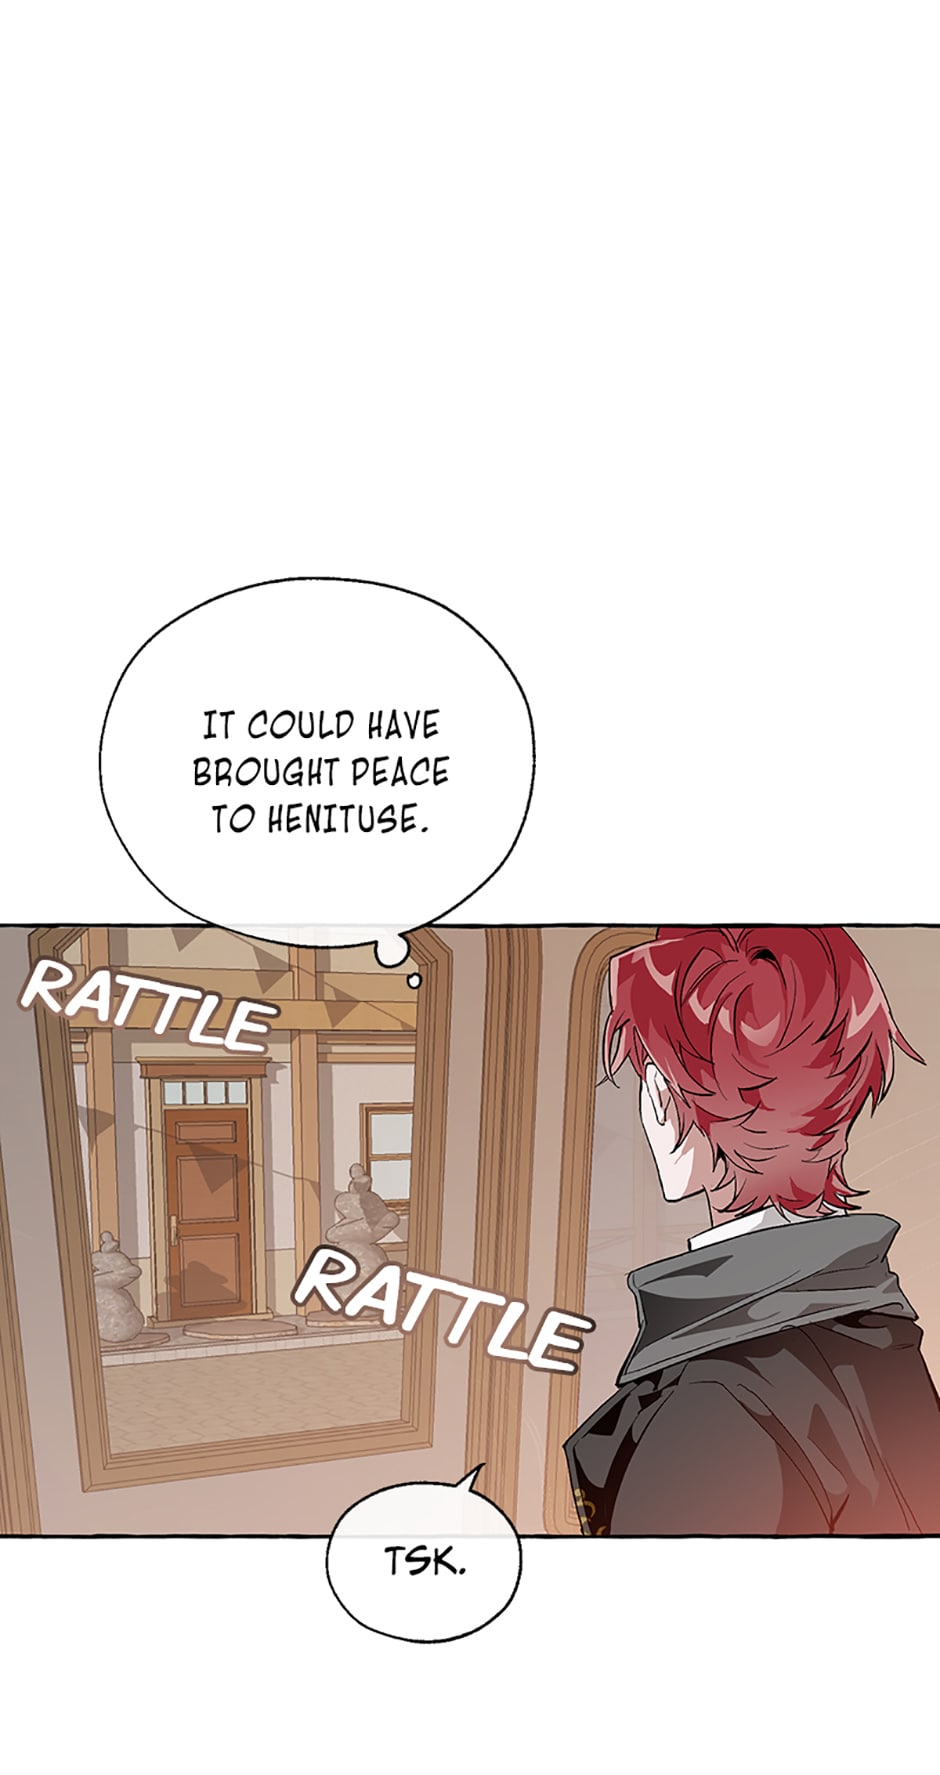 IT COULD HAVE
BROUGHT PEACE
TO HENITUSE.
RATTLE
RATTLE
TSK.